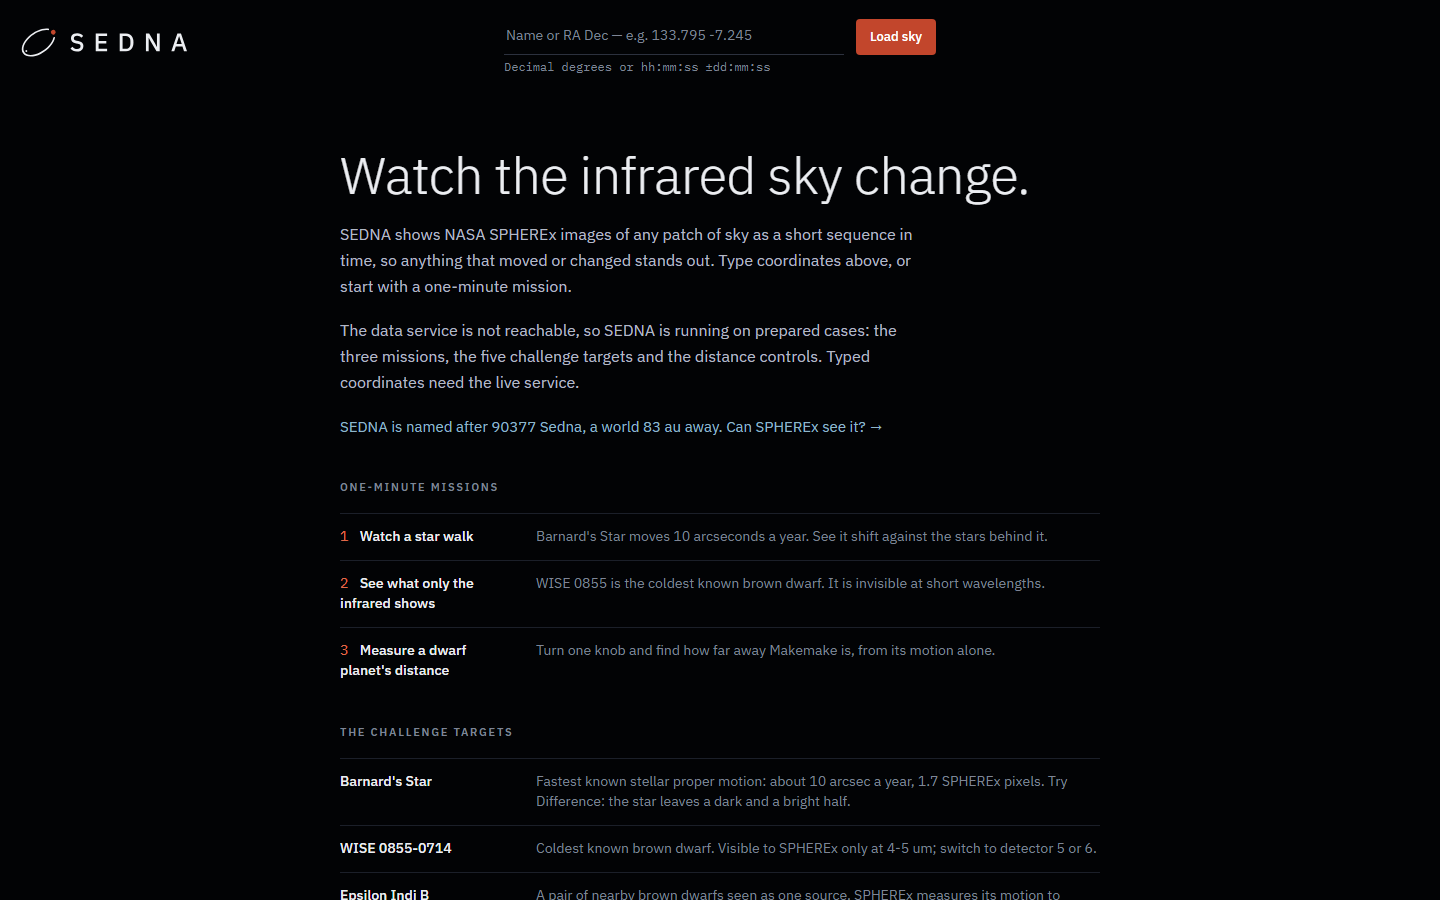 SEDNA
Name or RA Dec — e.g. 133.795 -7.245
Load sky
Decimal degrees or hh:mm:ss ±dd:mm:ss
Watch the infrared sky change.
SEDNA shows NASA SPHEREx images of any patch of sky as a short sequence in
time, so anything that moved or changed stands out. Type coordinates above, or
start with a one-minute mission.
The data service is not reachable, so SEDNA is running on prepared cases: the
three missions, the five challenge targets and the distance controls. Typed
coordinates need the live service.
SEDNA is named after 90377 Sedna, a world 83 au away. Can SPHEREx see it? →
ONE-MINUTE MISSIONS
1 Watch a star walk
Barnard's Star moves 10 arcseconds a year. See it shift against the stars behind it.
2 See what only the
infrared shows
WISE 0855 is the coldest known brown dwarf. It is invisible at short wavelengths.
3 Measure a dwarf
planet's distance
Turn one knob and find how far away Makemake is, from its motion alone.
THE CHALLENGE TARGETS
Barnard's Star
Fastest known stellar proper motion: about 10 arcsec a year, 1.7 SPHEREx pixels. Try
Difference: the star leaves a dark and a bright half.
WISE 0855-0714
Coldest known brown dwarf. Visible to SPHEREx only at 4-5 um; switch to detector 5 or 6.
Epsilon Indi B
A pair of nearby brown dwarfs seen as one source. SPHEREx measures its motion to